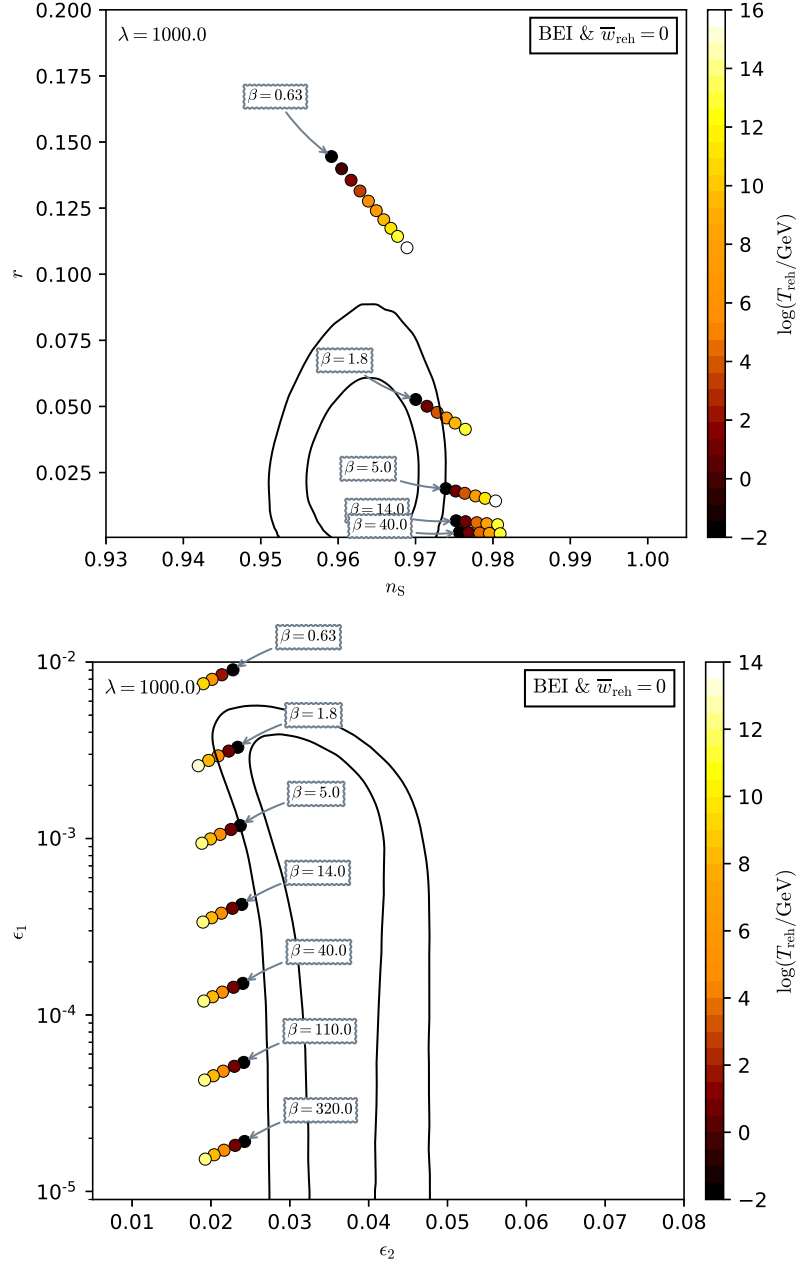 0.200
0.175
0.150
0.125
0.100
0.075
0.050
0.025
r
λ = 1000.0
BEI & w̅reh = 0
β = 0.63
β = 1.8
β = 5.0
β = 14.0
β = 40.0
0.93 0.95 0.96 0.97 0.98 0.99 1.00
nS
16
14
12
10
8
6
4
2
0
−2
log(Treh/GeV)
10⁻²
10⁻³
10⁻⁴
10⁻⁵
ϵ1
λ = 1000.0
BEI & w̅reh = 0
β = 0.63
β = 1.8
β = 5.0
β = 14.0
β = 40.0
β = 110.0
β = 320.0
0.01 0.02 0.03 0.04 0.05 0.06 0.07 0.08
ϵ2
14
12
10
8
6
4
2
0
−2
log(Treh/GeV)